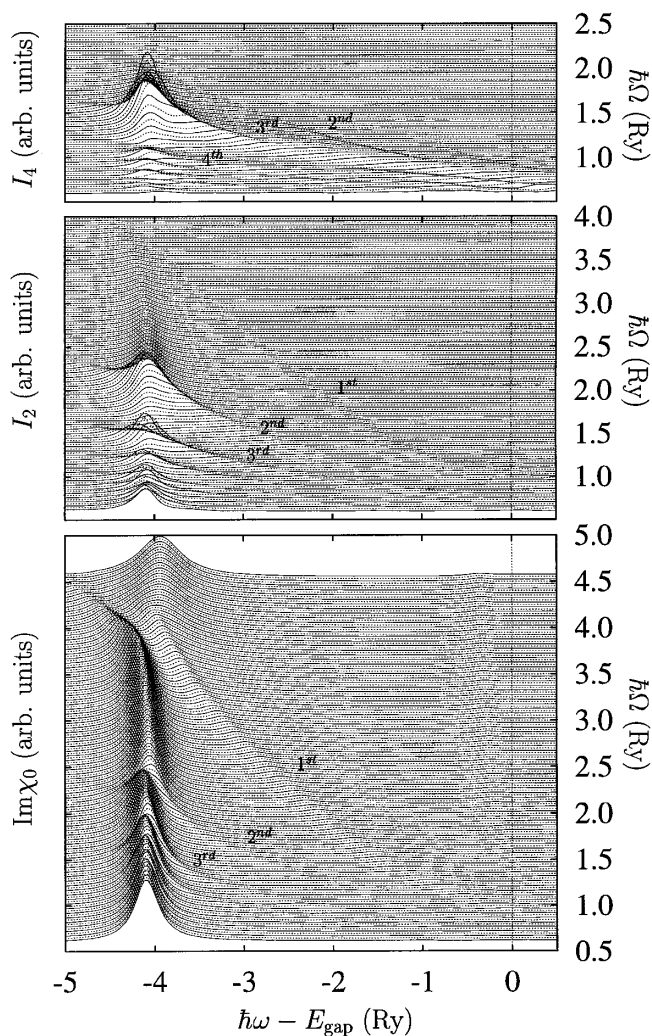 I₄ (arb. units)
2.5
2.0
1.5
1.0
ℏΩ (Ry)
3ʳᵈ
2ⁿᵈ
4ᵗʰ
I₂ (arb. units)
4.0
3.5
3.0
2.5
2.0
1.5
1.0
ℏΩ (Ry)
1ˢᵗ
2ⁿᵈ
3ʳᵈ
Imχ₀ (arb. units)
5.0
4.5
4.0
3.5
3.0
2.5
2.0
1.5
1.0
0.5
ℏΩ (Ry)
1ˢᵗ
2ⁿᵈ
3ʳᵈ
-5 -4 -3 -2 -1 0
ℏω − E_gap (Ry)